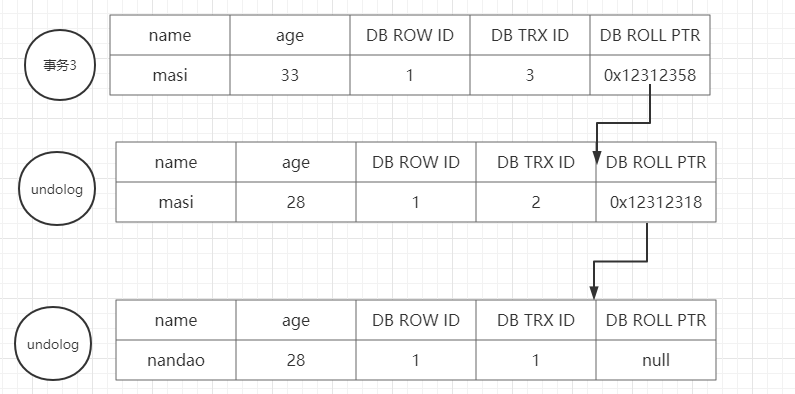 事务3
name age DB ROW ID DB TRX ID DB ROLL PTR
masi 33 1 3 0x12312358
undolog
name age DB ROW ID DB TRX ID DB ROLL PTR
masi 28 1 2 0x12312318
undolog
name age DB ROW ID DB TRX ID DB ROLL PTR
nandao 28 1 1 null